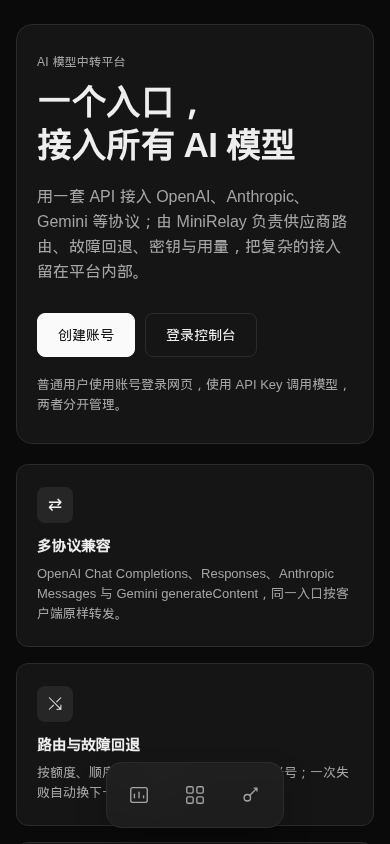 AI 模型中转平台
一个入口，
接入所有 AI 模型
用一套 API 接入 OpenAI、Anthropic、
Gemini 等协议；由 MiniRelay 负责供应商路
由、故障回退、密钥与用量，把复杂的接入
留在平台内部。
创建账号
登录控制台
普通用户使用账号登录网页，使用 API Key 调用模型，
两者分开管理。
多协议兼容
OpenAI Chat Completions、Responses、Anthropic
Messages 与 Gemini generateContent，同一入口按客
户端原样转发。
路由与故障回退
按额度、顺 号；一次失
败自动换下